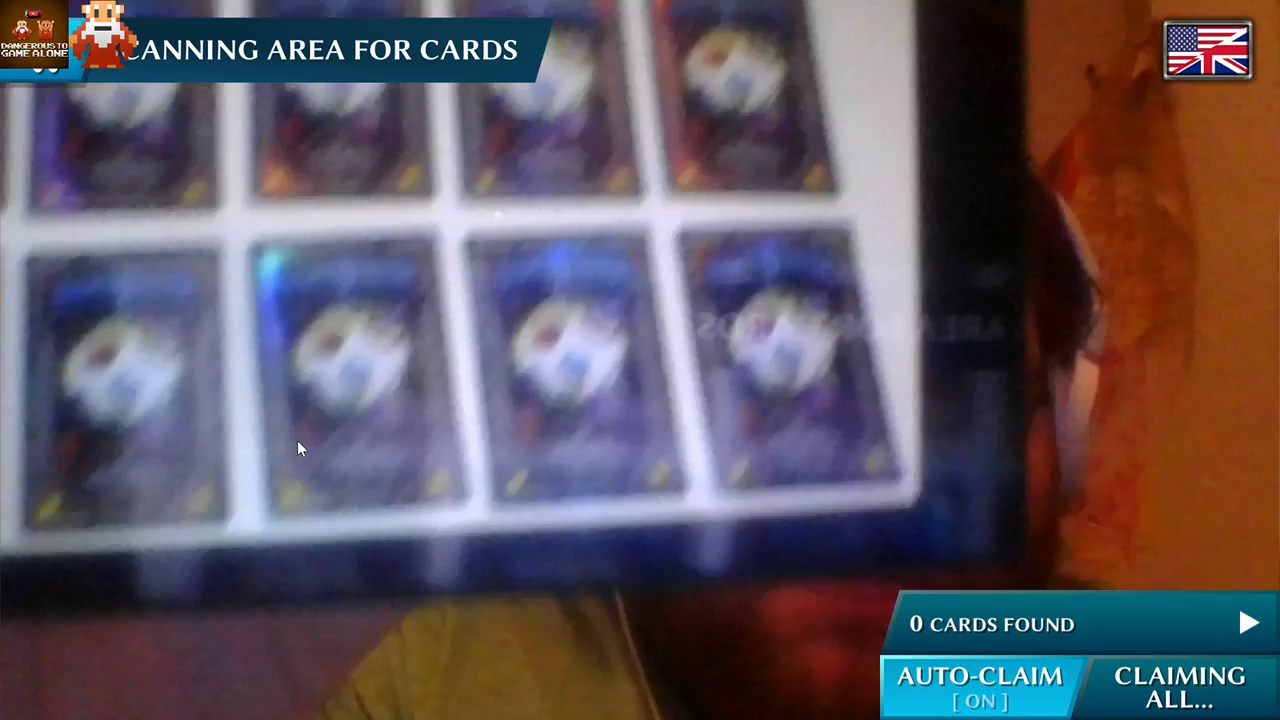 DANGEROUS TO
GAME ALONE
CANNING AREA FOR CARDS
0 CARDS FOUND
AUTO-CLAIM
[ ON ]
CLAIMING
ALL...